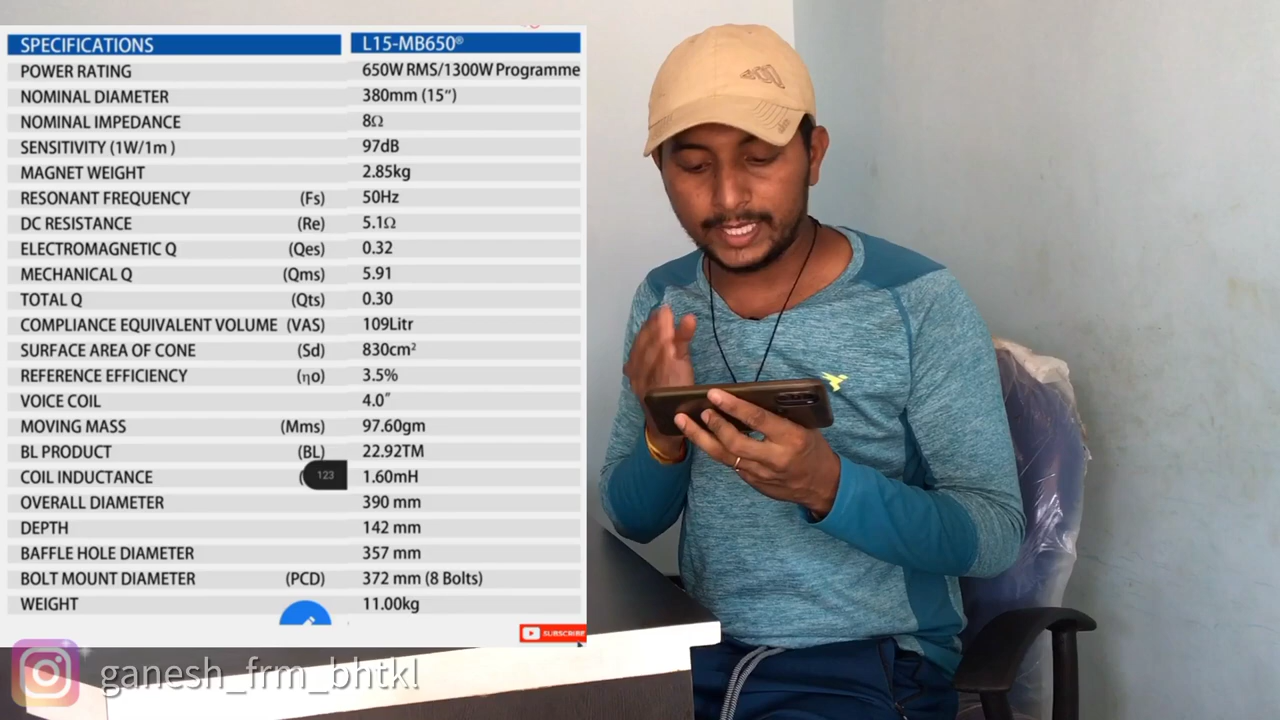 SPECIFICATIONS L15-MB650®
POWER RATING 650W RMS/1300W Programme
NOMINAL DIAMETER 380mm (15")
NOMINAL IMPEDANCE 8Ω
SENSITIVITY (1W/1m ) 97dB
MAGNET WEIGHT 2.85kg
RESONANT FREQUENCY (Fs) 50Hz
DC RESISTANCE (Re) 5.1Ω
ELECTROMAGNETIC Q (Qes) 0.32
MECHANICAL Q (Qms) 5.91
TOTAL Q (Qts) 0.30
COMPLIANCE EQUIVALENT VOLUME (VAS) 109Litr
SURFACE AREA OF CONE (Sd) 830cm²
REFERENCE EFFICIENCY (ηo) 3.5%
VOICE COIL 4.0"
MOVING MASS (Mms) 97.60gm
BL PRODUCT (BL) 22.92TM
COIL INDUCTANCE ( 123 1.60mH
OVERALL DIAMETER 390 mm
DEPTH 142 mm
BAFFLE HOLE DIAMETER 357 mm
BOLT MOUNT DIAMETER (PCD) 372 mm (8 Bolts)
WEIGHT 11.00kg
SUBSCRIBE
ganesh_frm_bhtkl